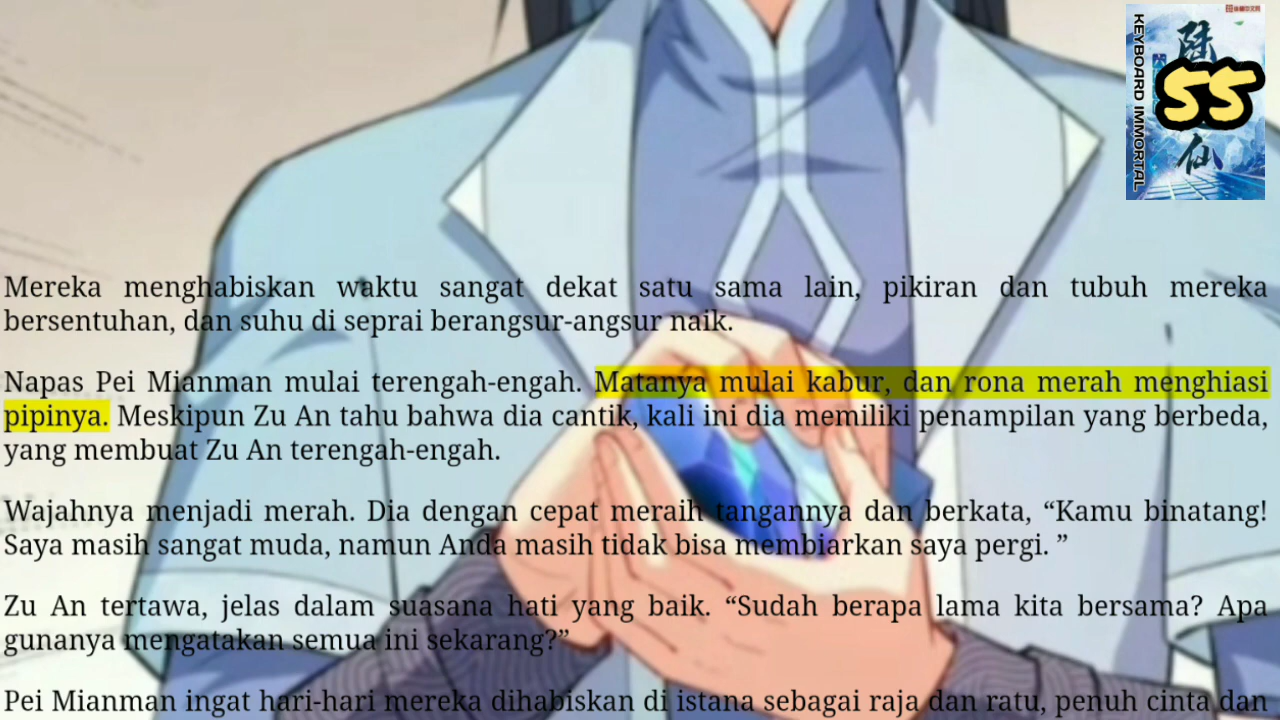 陆
仙
KEYBOARD IMMORTAL
55
Mereka menghabiskan waktu sangat dekat satu sama lain, pikiran dan tubuh mereka
bersentuhan, dan suhu di seprai berangsur-angsur naik.
Napas Pei Mianman mulai terengah-engah. Matanya mulai kabur, dan rona merah menghiasi
pipinya. Meskipun Zu An tahu bahwa dia cantik, kali ini dia memiliki penampilan yang berbeda,
yang membuat Zu An terengah-engah.
Wajahnya menjadi merah. Dia dengan cepat meraih tangannya dan berkata, “Kamu binatang!
Saya masih sangat muda, namun Anda masih tidak bisa membiarkan saya pergi. ”
Zu An tertawa, jelas dalam suasana hati yang baik. “Sudah berapa lama kita bersama? Apa
gunanya mengatakan semua ini sekarang?”
Pei Mianman ingat hari-hari mereka dihabiskan di istana sebagai raja dan ratu, penuh cinta dan